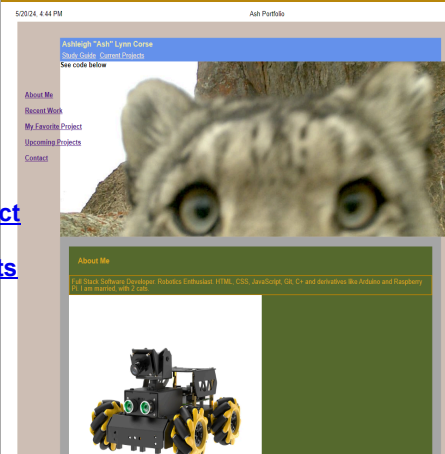 5/20/24, 4:44 PM
Ash Portfolio
Ashleigh "Ash" Lynn Corse
Study Guide Current Projects
See code below
About Me
Recent Work
My Favorite Project
Upcoming Projects
Contact
ct
ts
About Me
Full Stack Software Developer. Robotics Enthusiast. HTML, CSS, JavaScript, Git, C+ and derivatives like Arduino and Raspberry
Pi. I am married, with 2 cats.